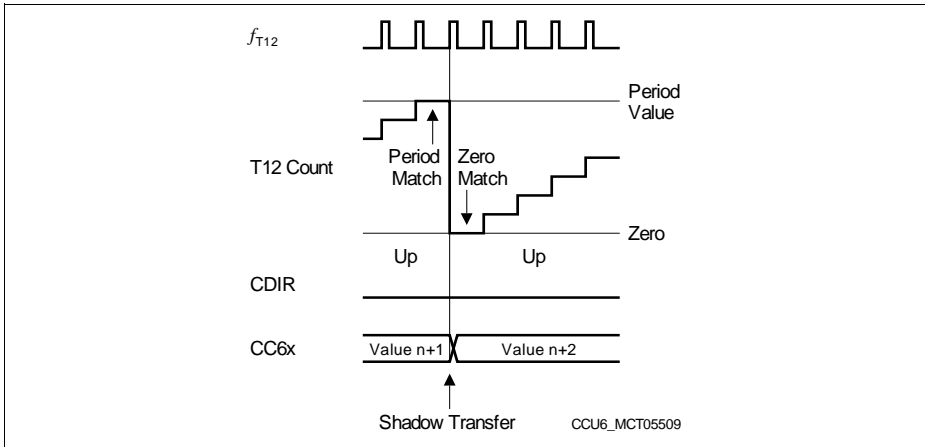 fT12
Period
Value
T12 Count
Period
Match
Zero
Match
Zero
Up
Up
CDIR
CC6x
Value n+1
Value n+2
Shadow Transfer
CCU6_MCT05509